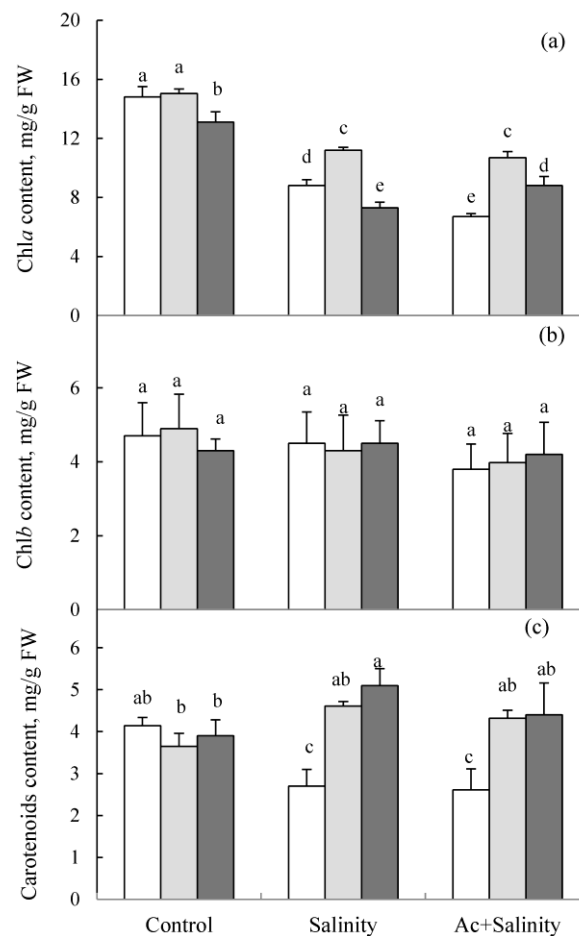 20
(a)
a a b
16
12
c c
d d
e e
8
4
0
Chla content, mg/g FW
(b)
a a a a a a a a a
6
4
2
0
Chlb content, mg/g FW
(c)
6
ab b b c ab a c ab ab
5
4
3
2
1
0
Carotenoids content, mg/g FW
Control Salinity Ac+Salinity